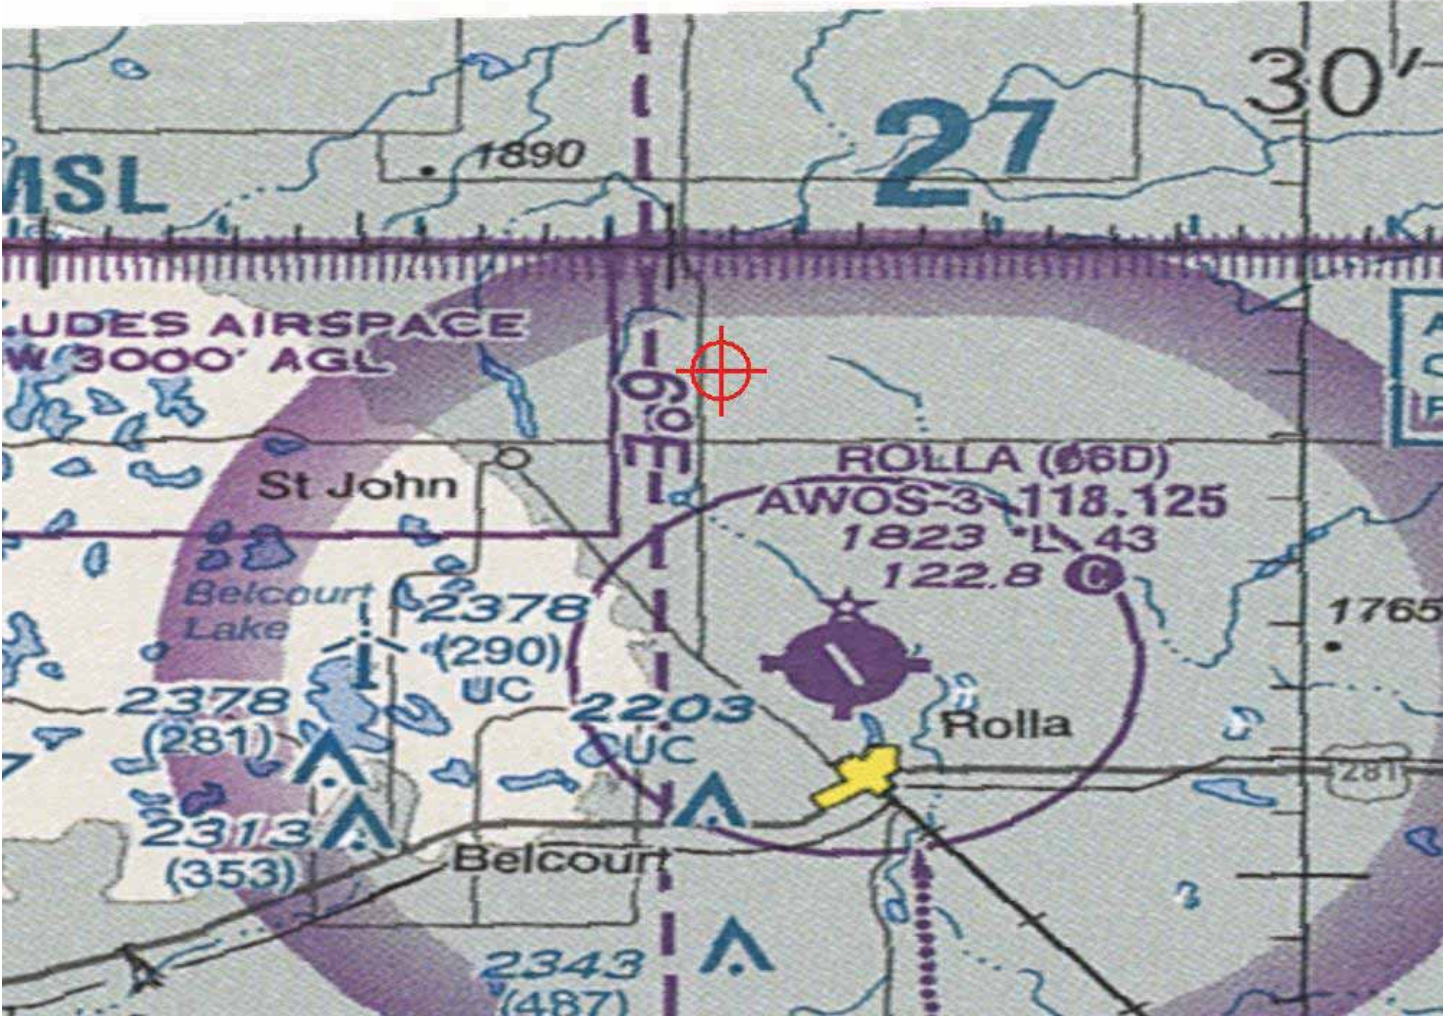 30'
27
1890
MSL
UDES AIRSPACE
W 3000' AGL
6°E
ROLLA (Ø6D)
AWOS-3 118.125
1823 *L 43
122.8 C
St John
Belcourt
Lake
2378
(290)
UC
1765
2378
(281)
2203
UC
Rolla
281
2313
(353)
Belcourt
2343
(487)